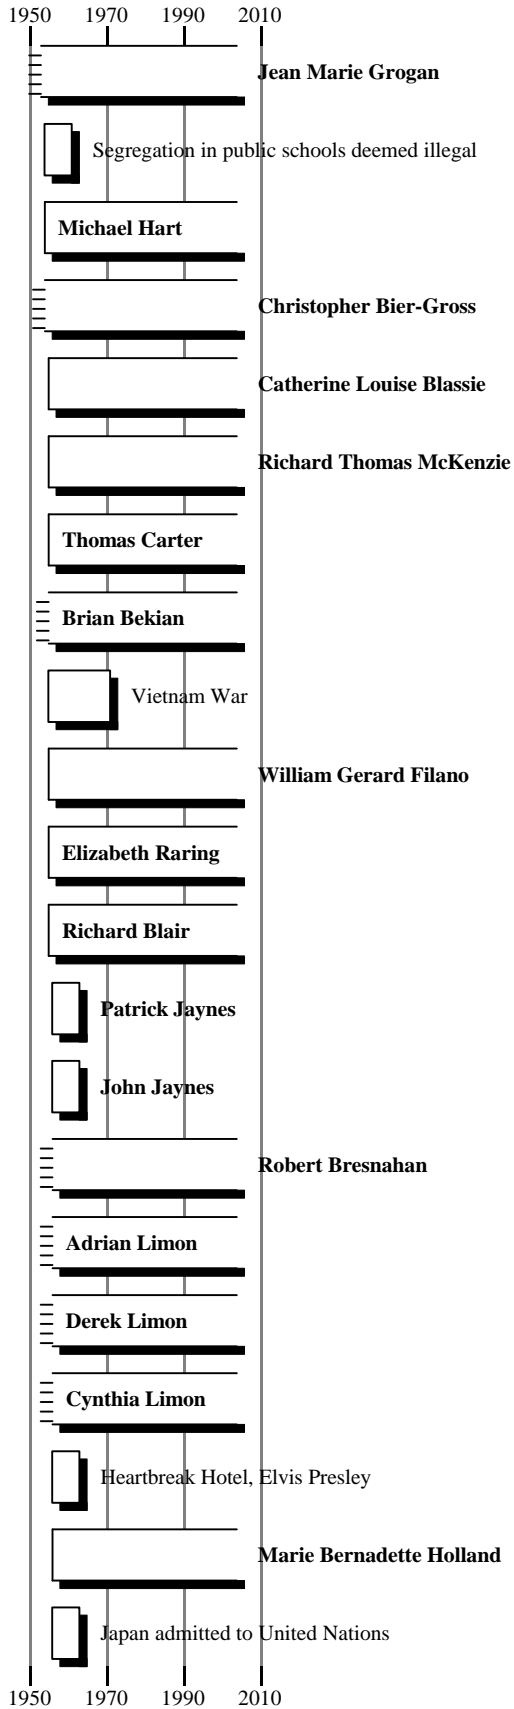 1950 1970 1990 2010
Jean Marie Grogan
Segregation in public schools deemed illegal
Michael Hart
Christopher Bier-Gross
Catherine Louise Blassie
Richard Thomas McKenzie
Thomas Carter
Brian Bekian
Vietnam War
William Gerard Filano
Elizabeth Raring
Richard Blair
Patrick Jaynes
John Jaynes
Robert Bresnahan
Adrian Limon
Derek Limon
Cynthia Limon
Heartbreak Hotel, Elvis Presley
Marie Bernadette Holland
Japan admitted to United Nations
1950 1970 1990 2010